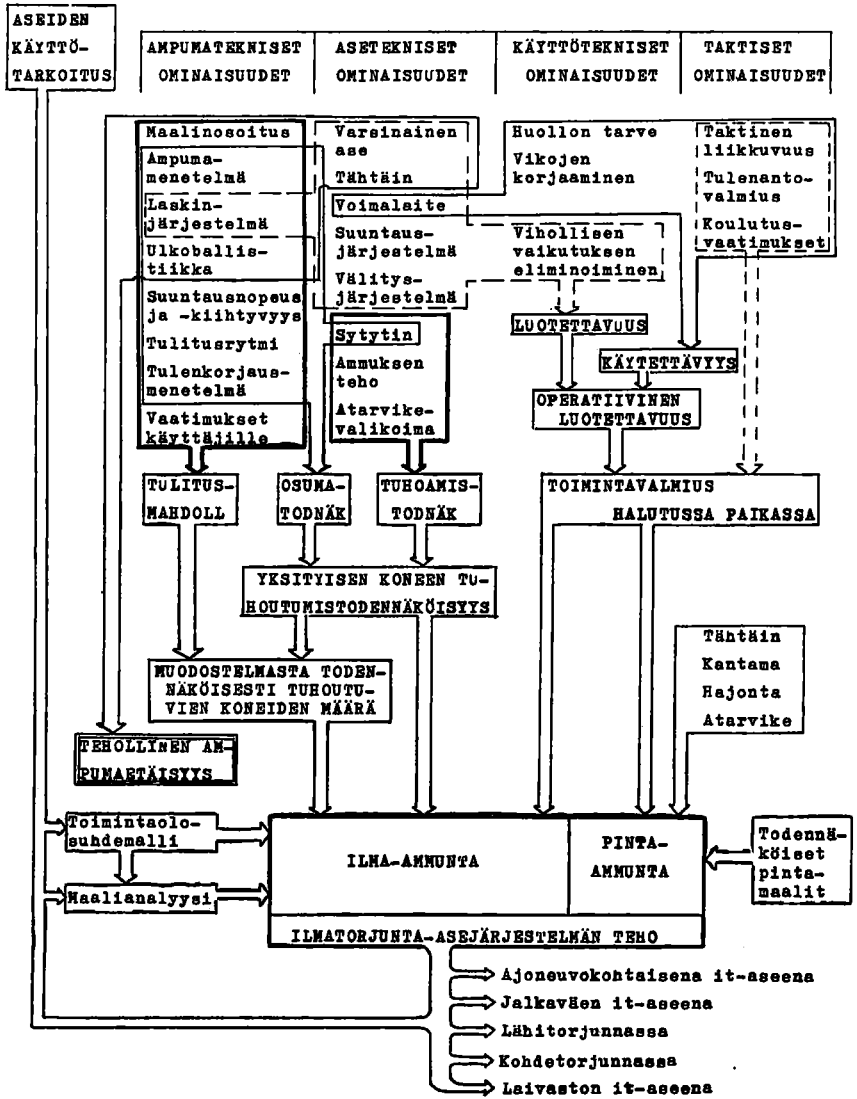 ASEIDEN
KÄYTTÖ-
TARKOITUS
AMPUMATEKNISET
OMINAISUUDET
ASETEKNISET
OMINAISUUDET
KÄYTTÖTEKNISET
OMINAISUUDET
TAKTISET
OMINAISUUDET
Maalinosoitus
Ampuma-
menetelmä
Laskin-
järjestelmä
Ulkoballis-
tiikka
Suuntausnopeus
ja -kiihtyvyys
Tulitusrytmi
Tulenkorjaus-
menetelmä
Vaatimukset
käyttäjille
Varsinainen
ase
Tähtäin
Voimalaite
Suuntaus-
järjestelmä
Välitys-
järjestelmä
Sytytin
Ammuksen
teho
Atarvike-
valikoima
Huollon tarve
Vikojen
korjaaminen
Vihollisen
vaikutuksen
eliminoiminen
Taktinen
liikkuvuus
Tulenanto-
valmius
Koulutus-
vaatimukset
LUOTETTAVUUS
KÄYTETTÄVYYS
OPERATIIVINEN
LUOTETTAVUUS
TULITUS-
MAHDOLL
OSUMA-
TODNÄK
TUHOAMIS-
TODNÄK
TOIMINTAVALMIUS
HALUTUSSA PAIKASSA
YKSITYISEN KONEEN TU-
HOUTUMISTODENNÄKÖISYYS
MUODOSTELMASTA TODEN-
NÄKÖISESTI TUHOUTU-
VIEN KONEIDEN MÄÄRÄ
Tähtäin
Kantama
Hajonta
Atarvike
TEHOLLINEN AM-
PUMAETÄISYYS
Toimintaolo-
suhdemalli
Maalianalyysi
ILMA-AMMUNTA
PINTA-
AMMUNTA
Todennä-
köiset
pinta-
maalit
ILMATORJUNTA-ASEJÄRJESTELMÄN TEHO
Ajoneuvokohtaisena it-aseena
Jalkaväen it-aseena
Lähitorjunnassa
Kohdetorjunnassa
Laivaston it-aseena